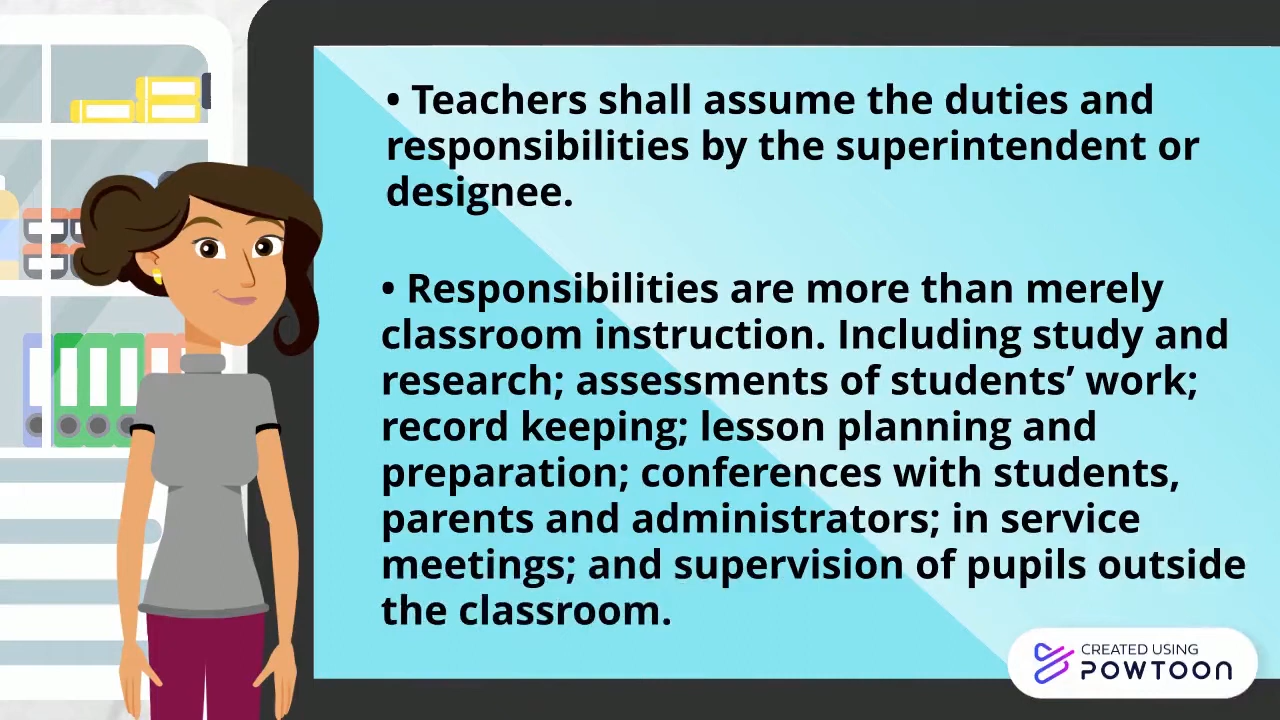 • Teachers shall assume the duties and
responsibilities by the superintendent or
designee.
• Responsibilities are more than merely
classroom instruction. Including study and
research; assessments of students’ work;
record keeping; lesson planning and
preparation; conferences with students,
parents and administrators; in service
meetings; and supervision of pupils outside
the classroom.
CREATED USING
POWTOON